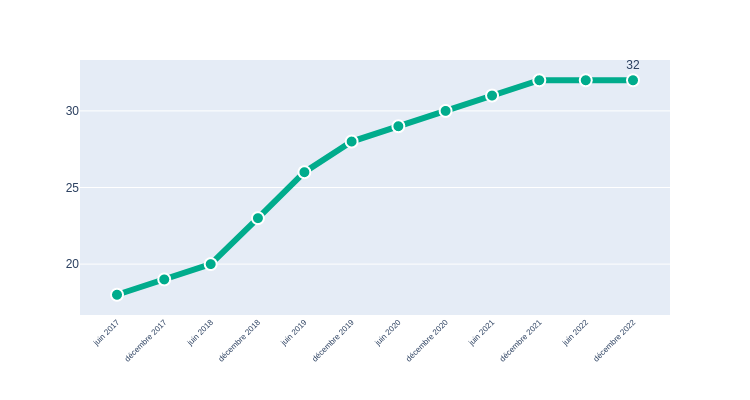 32
30
25
20
juin 2017
décembre 2017
juin 2018
décembre 2018
juin 2019
décembre 2019
juin 2020
décembre 2020
juin 2021
décembre 2021
juin 2022
décembre 2022